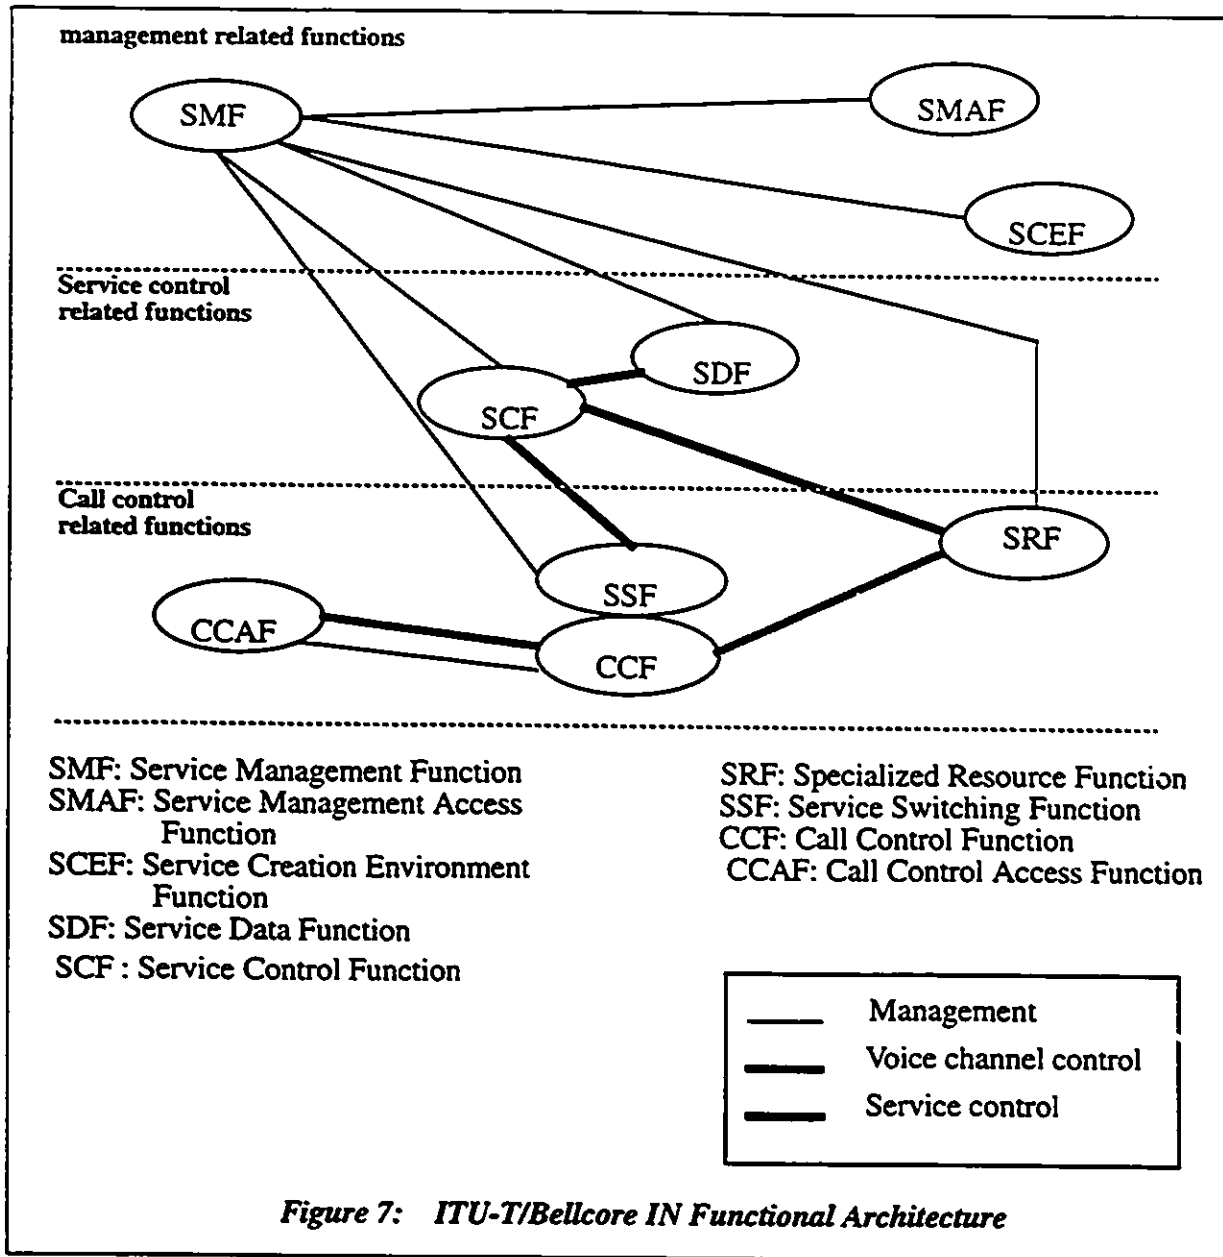 management related functions
SMF
SMAF
SCEF
Service control
related functions
SDF
SCF
Call control
related functions
SRF
SSF
CCAF
CCF
SMF: Service Management Function
SMAF: Service Management Access
Function
SCEF: Service Creation Environment
Function
SDF: Service Data Function
SCF : Service Control Function
SRF: Specialized Resource Function
SSF: Service Switching Function
CCF: Call Control Function
CCAF: Call Control Access Function
Management
Voice channel control
Service control
Figure 7: ITU-T/Bellcore IN Functional Architecture